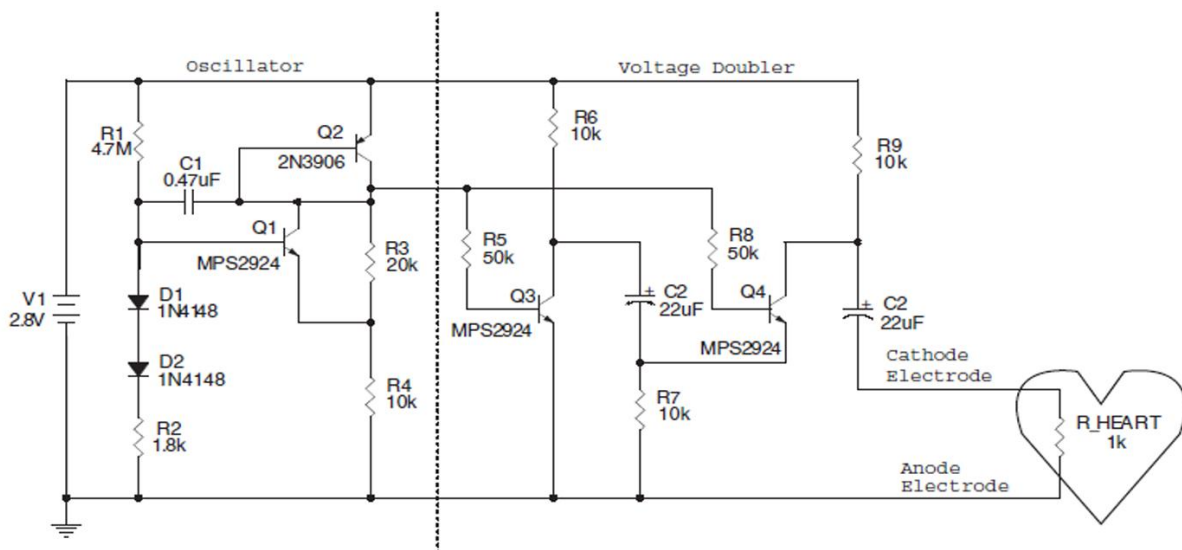 Oscillator
Voltage Doubler
R1
4.7M
C1
0.47uF
Q2
2N3906
Q1
MPS2924
R3
20k
R5
50k
R6
10k
R8
50k
R9
10k
V1
2.8V
D1
1N4148
D2
1N4148
R2
1.8k
R4
10k
Q3
MPS2924
+
C2
22uF
Q4
MPS2924
R7
10k
+
C2
22uF
Cathode
Electrode
R_HEART
1k
Anode
Electrode